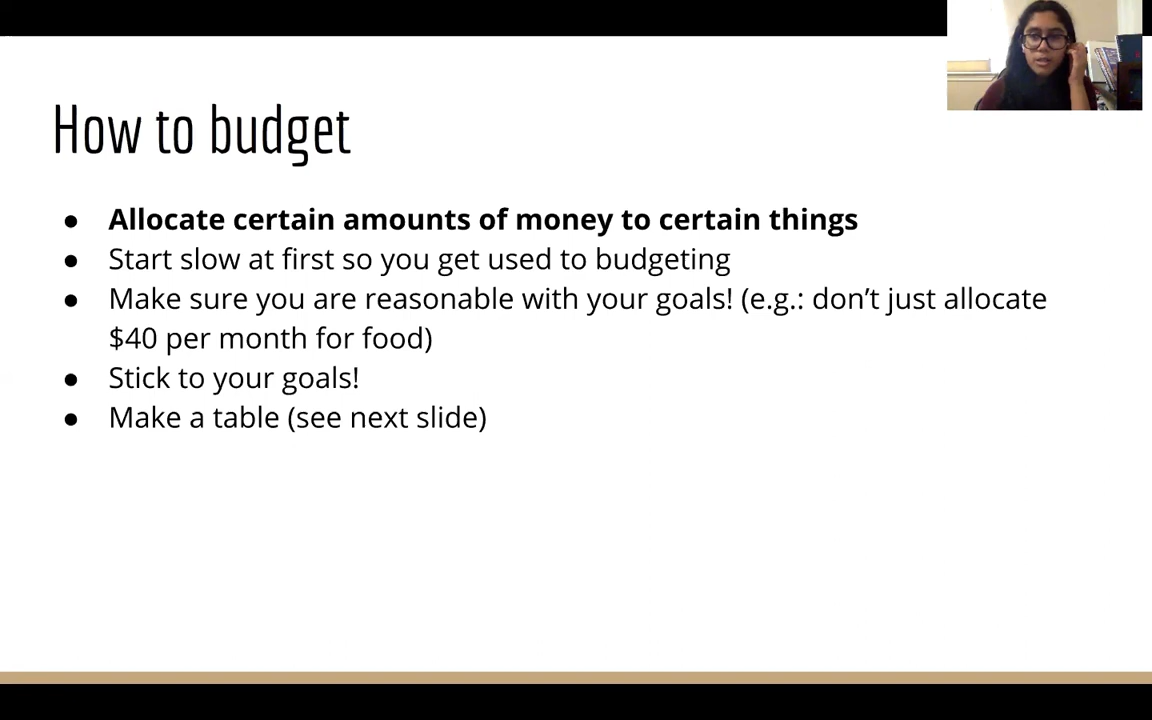 How to budget
● Allocate certain amounts of money to certain things
● Start slow at first so you get used to budgeting
● Make sure you are reasonable with your goals! (e.g.: don’t just allocate
$40 per month for food)
● Stick to your goals!
● Make a table (see next slide)